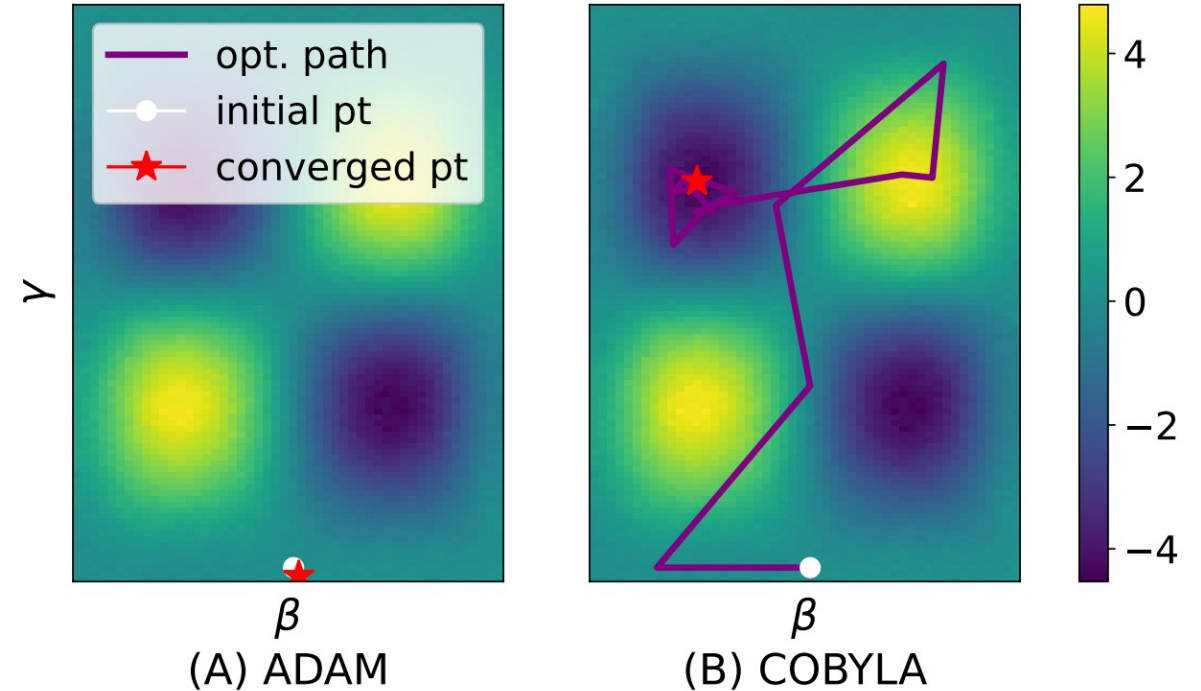 opt. path
initial pt
converged pt
γ
β
(A) ADAM
β
(B) COBYLA
4
2
0
−2
−4